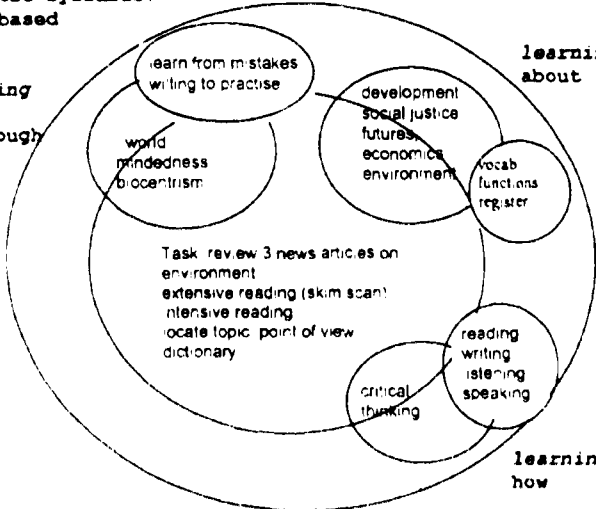 based
ing
ough
learn from mistakes
writing to practise
world
mindedness
biocentrism
learnin
about
development
social justice
futures,
economics
environment
vocab
functions
register
Task review 3 news articles on
environment
extensive reading (skim scan)
intensive reading
locate topic point of view
dictionary
reading
writing
listening
speaking
critical
thinking
learnin
how